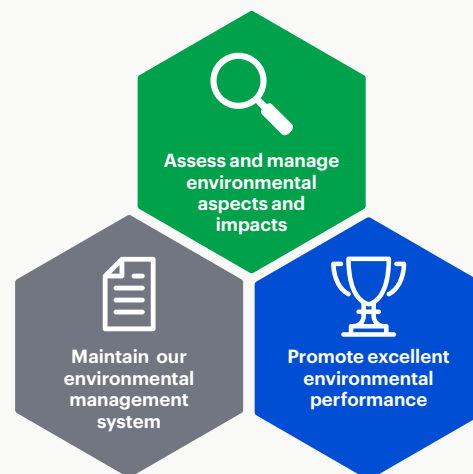 Assess and manage
environmental
aspects and
impacts
Maintain our
environmental
management
system
Promote excellent
environmental
performance